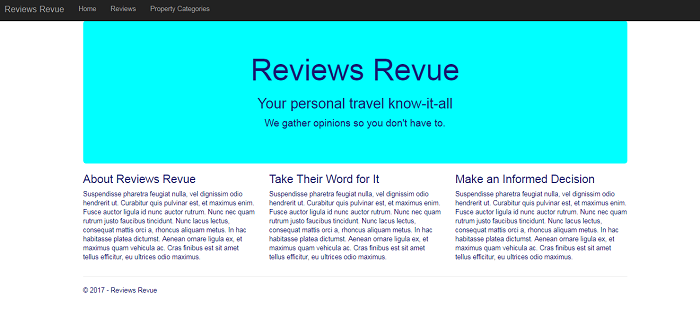 Reviews Revue Home Reviews Property Categories
Reviews Revue
Your personal travel know-it-all
We gather opinions so you don't have to.
About Reviews Revue
Suspendisse pharetra feugiat nulla, vel dignissim odio
hendrerit ut. Curabitur quis pulvinar est, et maximus enim.
Fusce auctor ligula id nunc auctor rutrum. Nunc nec quam
rutrum justo faucibus tincidunt. Nunc lacus lectus,
consequat mattis orci a, rhoncus aliquam metus. In hac
habitasse platea dictumst. Aenean ornare ligula ex, et
maximus quam vehicula ac. Cras finibus est sit amet
tellus efficitur, eu ultrices odio maximus.
Take Their Word for It
Suspendisse pharetra feugiat nulla, vel dignissim odio
hendrerit ut. Curabitur quis pulvinar est, et maximus enim.
Fusce auctor ligula id nunc auctor rutrum. Nunc nec quam
rutrum justo faucibus tincidunt. Nunc lacus lectus,
consequat mattis orci a, rhoncus aliquam metus. In hac
habitasse platea dictumst. Aenean ornare ligula ex, et
maximus quam vehicula ac. Cras finibus est sit amet
tellus efficitur, eu ultrices odio maximus.
Make an Informed Decision
Suspendisse pharetra feugiat nulla, vel dignissim odio
hendrerit ut. Curabitur quis pulvinar est, et maximus enim.
Fusce auctor ligula id nunc auctor rutrum. Nunc nec quam
rutrum justo faucibus tincidunt. Nunc lacus lectus,
consequat mattis orci a, rhoncus aliquam metus. In hac
habitasse platea dictumst. Aenean ornare ligula ex, et
maximus quam vehicula ac. Cras finibus est sit amet
tellus efficitur, eu ultrices odio maximus.
© 2017 - Reviews Revue